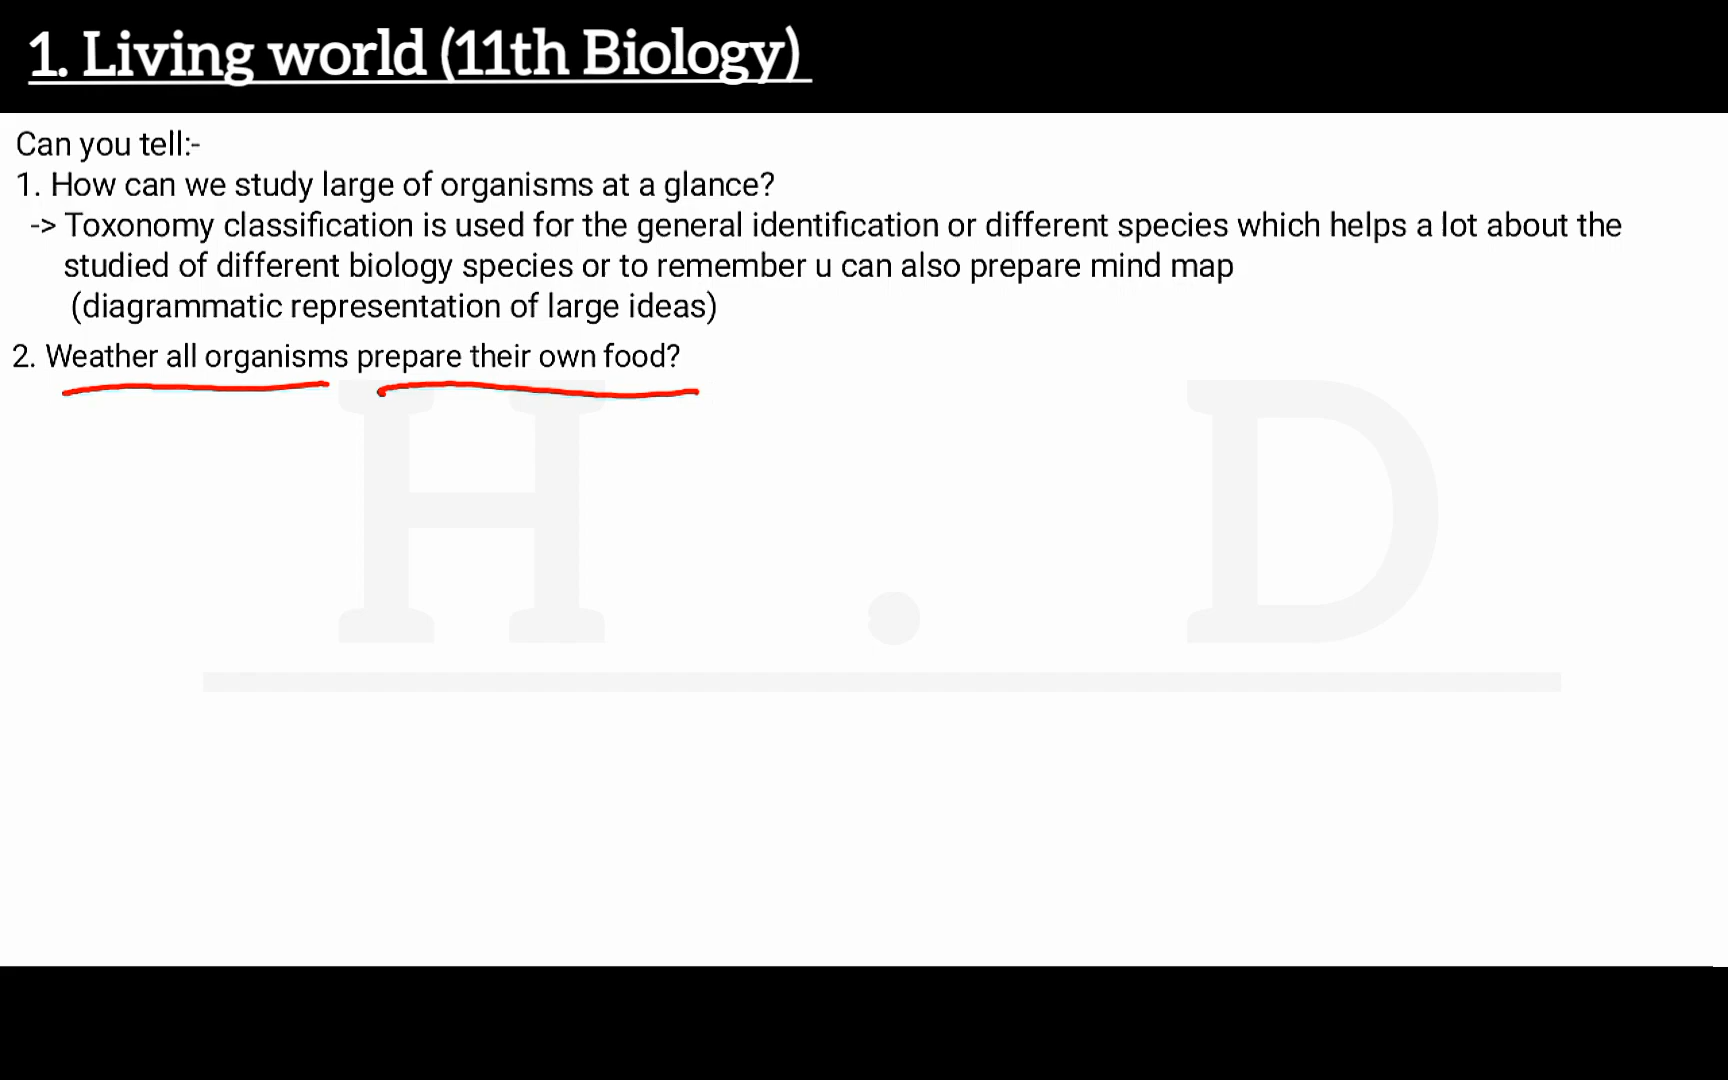 1. Living world (11th Biology)
Can you tell:-
1. How can we study large of organisms at a glance?
-> Toxonomy classification is used for the general identification or different species which helps a lot about the
studied of different biology species or to remember u can also prepare mind map
(diagrammatic representation of large ideas)
2. Weather all organisms prepare their own food?
H . D